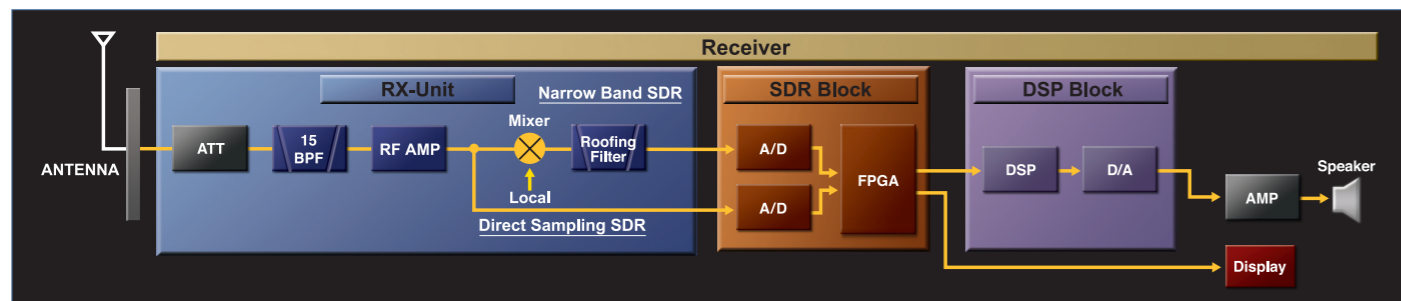 Receiver
RX-Unit
SDR Block
DSP Block
Narrow Band SDR
Mixer
ANTENNA
ATT
15
BPF
RF AMP
Roofing
Filter
Local
Direct Sampling SDR
A/D
A/D
FPGA
DSP
D/A
AMP
Speaker
Display